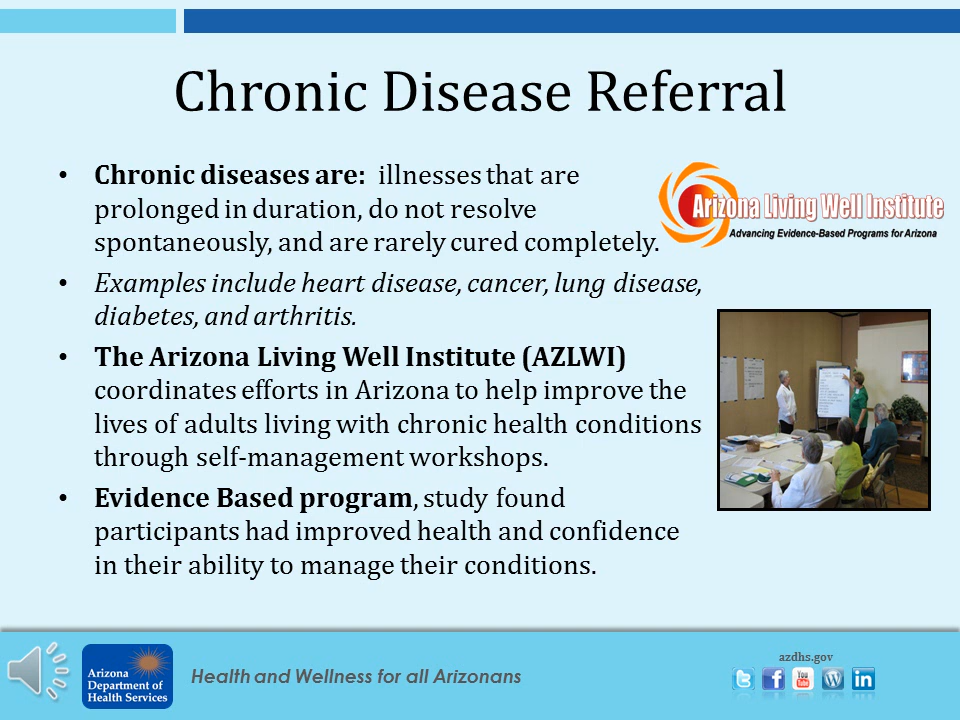 Chronic Disease Referral
• Chronic diseases are: illnesses that are
prolonged in duration, do not resolve
spontaneously, and are rarely cured completely.
• Examples include heart disease, cancer, lung disease,
diabetes, and arthritis.
• The Arizona Living Well Institute (AZLWI)
coordinates efforts in Arizona to help improve the
lives of adults living with chronic health conditions
through self-management workshops.
• Evidence Based program, study found
participants had improved health and confidence
in their ability to manage their conditions.
Arizona Living Well Institute
Advancing Evidence-Based Programs for Arizona
Arizona
Department of
Health Services
Health and Wellness for all Arizonans
azdhs.gov
You
Tube